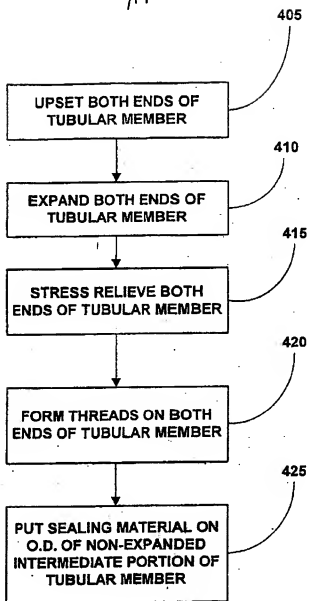 405
UPSET BOTH ENDS OF
TUBULAR MEMBER
410
EXPAND BOTH ENDS OF
TUBULAR MEMBER
415
STRESS RELIEVE BOTH
ENDS OF TUBULAR MEMBER
420
FORM THREADS ON BOTH
ENDS OF TUBULAR MEMBER
425
PUT SEALING MATERIAL ON
O.D. OF NON-EXPANDED
INTERMEDIATE PORTION OF
TUBULAR MEMBER